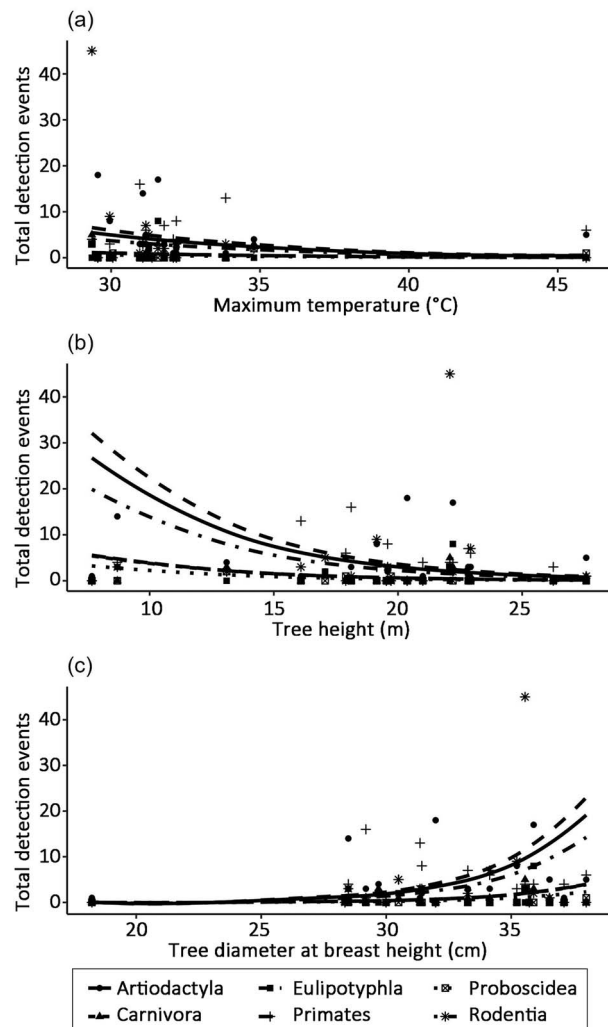 (a)
Total detection events
40
30
20
10
0
30
35
40
45
Maximum temperature (°C)
(b)
Total detection events
40
30
20
10
0
10
15
20
25
Tree height (m)
(c)
Total detection events
40
30
20
10
0
20
25
30
35
Tree diameter at breast height (cm)
Artiodactyla Eulipotyphla Proboscidea
Carnivora Primates Rodentia